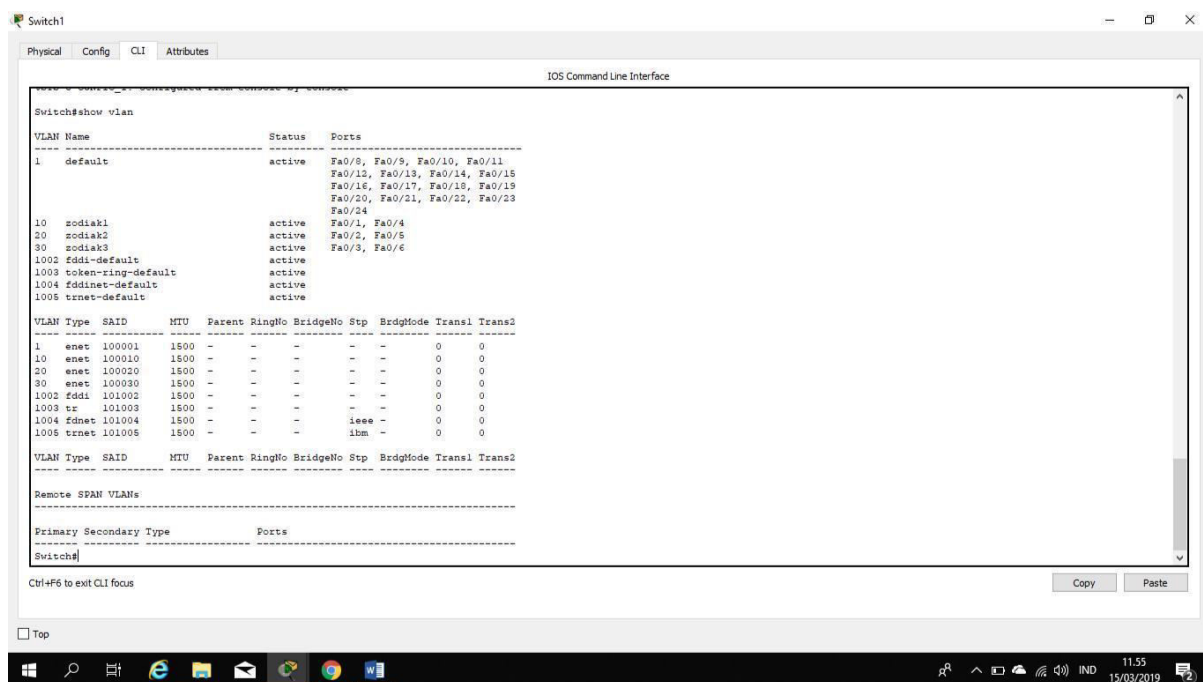 Switch1
Physical Config CLI Attributes
IOS Command Line Interface
Switch#show vlan
VLAN Name Status Ports
---- -------------------------------- --------- -------------------------------
1 default active Fa0/8, Fa0/9, Fa0/10, Fa0/11
Fa0/12, Fa0/13, Fa0/14, Fa0/15
Fa0/16, Fa0/17, Fa0/18, Fa0/19
Fa0/20, Fa0/21, Fa0/22, Fa0/23
Fa0/24
10 zodiak1 active Fa0/1, Fa0/4
20 zodiak2 active Fa0/2, Fa0/5
30 zodiak3 active Fa0/3, Fa0/6
1002 fddi-default active
1003 token-ring-default active
1004 fddinet-default active
1005 trnet-default active
VLAN Type SAID MTU Parent RingNo BridgeNo Stp BrdgMode Trans1 Trans2
---- ----- ---------- ----- ------ ------ -------- ---- -------- ------ ------
1 enet 100001 1500 - - - - - 0 0
10 enet 100010 1500 - - - - - 0 0
20 enet 100020 1500 - - - - - 0 0
30 enet 100030 1500 - - - - - 0 0
1002 fddi 101002 1500 - - - - - 0 0
1003 tr 101003 1500 - - - - - 0 0
1004 fdnet 101004 1500 - - - ieee - 0 0
1005 trnet 101005 1500 - - - ibm - 0 0
VLAN Type SAID MTU Parent RingNo BridgeNo Stp BrdgMode Trans1 Trans2
---- ----- ---------- ----- ------ ------ -------- ---- -------- ------ ------
Remote SPAN VLANs
------------------------------------------------------------------------------
Primary Secondary Type Ports
------- --------- ----------------- ------------------------------------------
Switch#
Ctrl+F6 to exit CLI focus
Copy Paste
Top
IND 11.55
15/03/2019
2